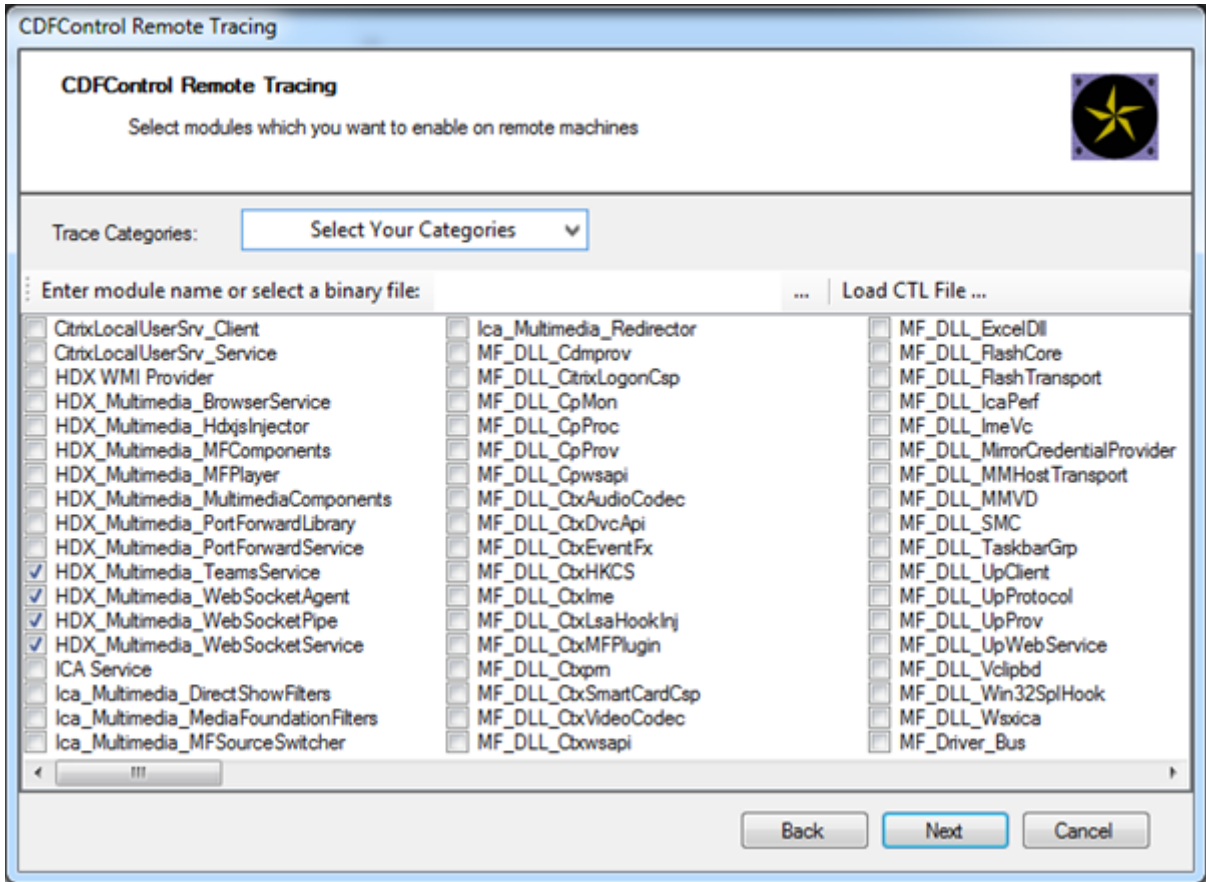 CDFControl Remote Tracing
CDFControl Remote Tracing
Select modules which you want to enable on remote machines
Trace Categories:
Select Your Categories
Enter module name or select a binary file:
...
Load CTL File ...
CitrixLocalUserSrv_Client
CitrixLocalUserSrv_Service
HDX WMI Provider
HDX_Multimedia_BrowserService
HDX_Multimedia_HdxjsInjector
HDX_Multimedia_MFComponents
HDX_Multimedia_MFPlayer
HDX_Multimedia_MultimediaComponents
HDX_Multimedia_PortForwardLibrary
HDX_Multimedia_PortForwardService
HDX_Multimedia_TeamsService
HDX_Multimedia_WebSocketAgent
HDX_Multimedia_WebSocketPipe
HDX_Multimedia_WebSocketService
ICA Service
Ica_Multimedia_DirectShowFilters
Ica_Multimedia_MediaFoundationFilters
Ica_Multimedia_MFSourceSwitcher
Ica_Multimedia_Redirector
MF_DLL_Cdmprov
MF_DLL_CitrixLogonCsp
MF_DLL_CpMon
MF_DLL_CpProc
MF_DLL_CpProv
MF_DLL_Cpwsapi
MF_DLL_CtxAudioCodec
MF_DLL_CtxDvcApi
MF_DLL_CtxEventFx
MF_DLL_CtxHKCS
MF_DLL_CtxIme
MF_DLL_CtxLsaHookInj
MF_DLL_CtxMFPlugin
MF_DLL_Ctxpm
MF_DLL_CtxSmartCardCsp
MF_DLL_CtxVideoCodec
MF_DLL_Ctxwsapi
MF_DLL_ExcelDll
MF_DLL_FlashCore
MF_DLL_FlashTransport
MF_DLL_IcaPerf
MF_DLL_ImeVc
MF_DLL_MirrorCredentialProvider
MF_DLL_MMHostTransport
MF_DLL_MMVD
MF_DLL_SMC
MF_DLL_TaskbarGrp
MF_DLL_UpClient
MF_DLL_UpProtocol
MF_DLL_UpProv
MF_DLL_UpWebService
MF_DLL_Vclipbd
MF_DLL_Win32SplHook
MF_DLL_Wsxica
MF_Driver_Bus
Back
Next
Cancel